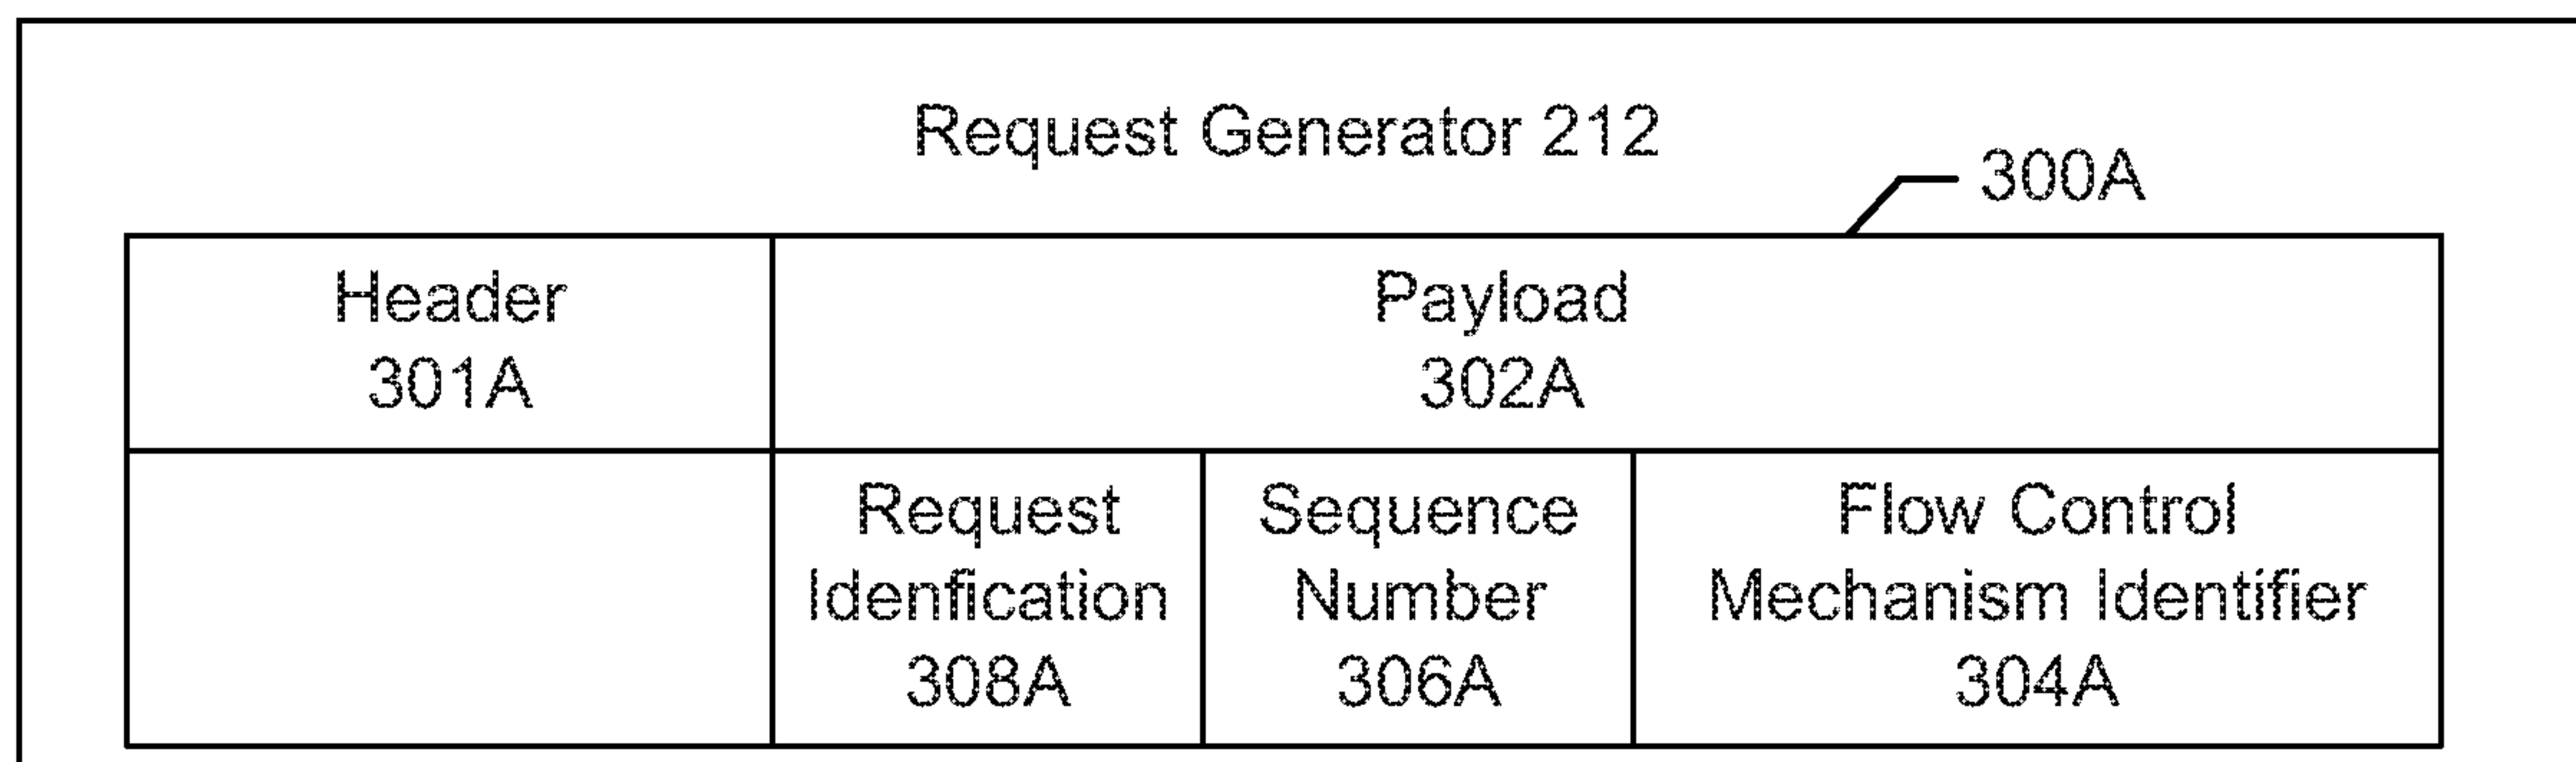 Request Generator 212
300A
Header
301A
Payload
302A
Request
Idenfication
308A
Sequence
Number
306A
Flow Control
Mechanism Identifier
304A